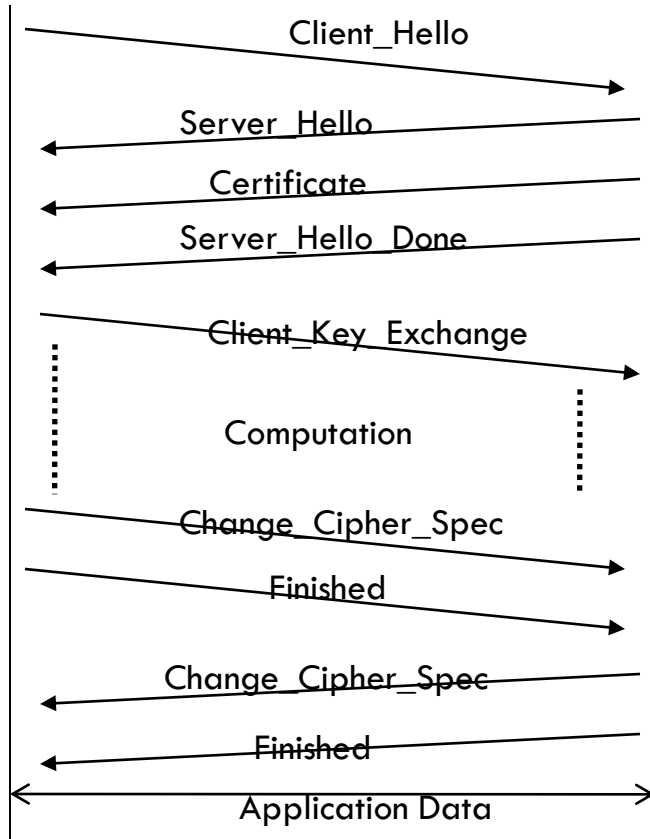 Client_Hello
Server_Hello
Certificate
Server_Hello_Done
Client_Key_Exchange
Computation
Change_Cipher_Spec
Finished
Change_Cipher_Spec
Finished
Application Data